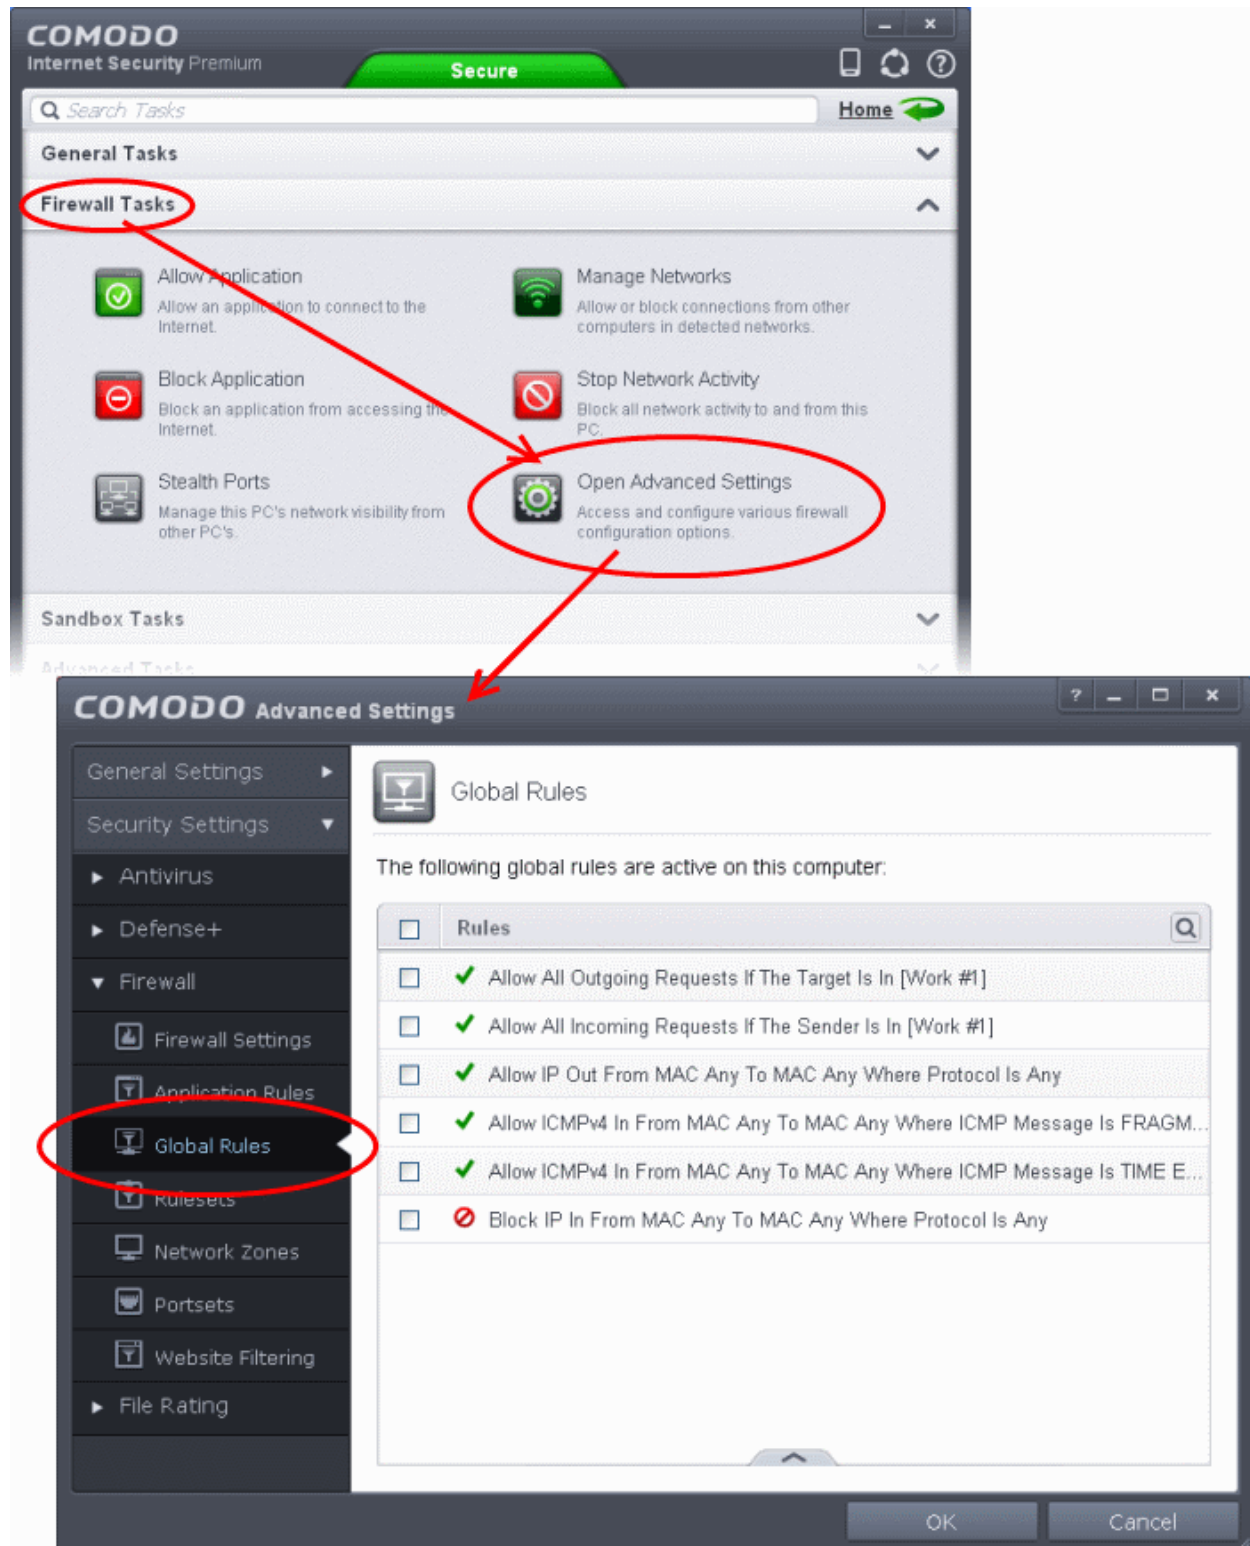 COMODO
Internet Security Premium
Secure
Search Tasks
Home
General Tasks
Firewall Tasks
Allow Application
Allow an application to connect to the
Internet.
Manage Networks
Allow or block connections from other
computers in detected networks.
Block Application
Block an application from accessing the
Internet.
Stop Network Activity
Block all network activity to and from this
PC.
Stealth Ports
Manage this PC's network visibility from
other PC's.
Open Advanced Settings
Access and configure various firewall
configuration options.
Sandbox Tasks
Advanced Tasks
COMODO Advanced Settings
General Settings
Security Settings
Antivirus
Defense+
Firewall
Firewall Settings
Application Rules
Global Rules
Rulesets
Network Zones
Portsets
Website Filtering
File Rating
Global Rules
The following global rules are active on this computer:
Rules
Allow All Outgoing Requests If The Target Is In [Work #1]
Allow All Incoming Requests If The Sender Is In [Work #1]
Allow IP Out From MAC Any To MAC Any Where Protocol Is Any
Allow ICMPv4 In From MAC Any To MAC Any Where ICMP Message Is FRAGM...
Allow ICMPv4 In From MAC Any To MAC Any Where ICMP Message Is TIME E...
Block IP In From MAC Any To MAC Any Where Protocol Is Any
OK
Cancel